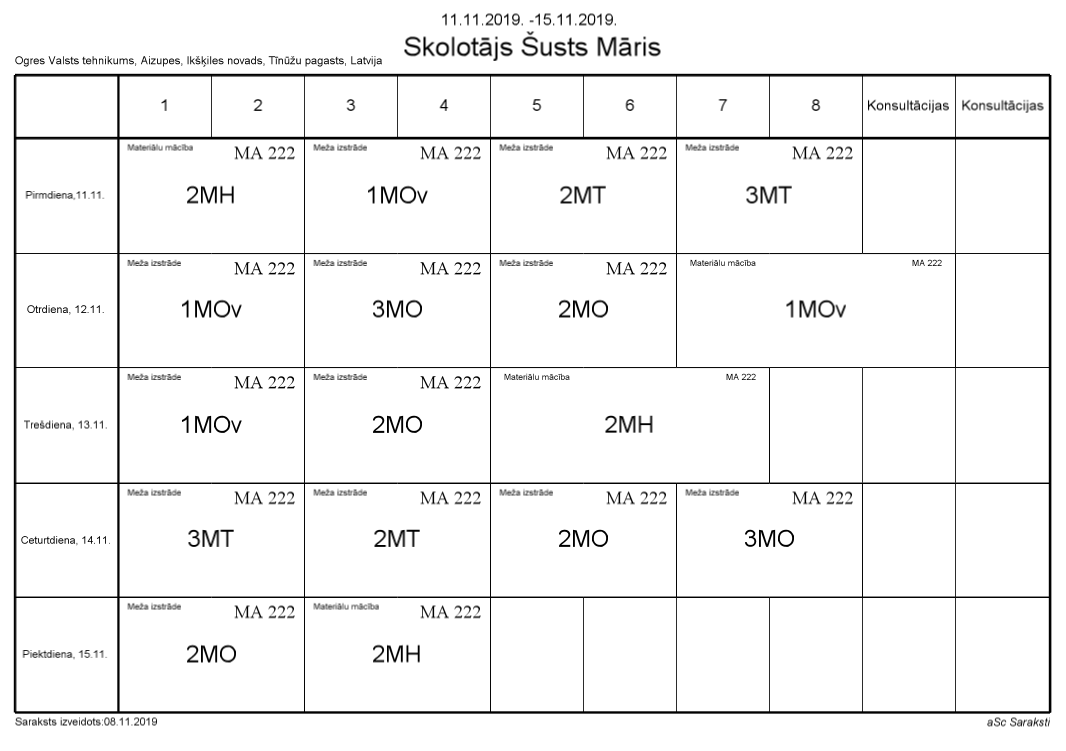 11.11.2019. -15.11.2019.
Skolotājs Šusts Māris
Ogres Valsts tehnikums, Aizupes, Ikšķiles novads, Tīnūžu pagasts, Latvija
1 2 3 4 5 6 7 8 Konsultācijas Konsultācijas
Materiālu mācība MA 222 Meža izstrāde MA 222 Meža izstrāde MA 222 Meža izstrāde MA 222
Pirmdiena,11.11. 2MH 1MOv 2MT 3MT
Meža izstrāde MA 222 Meža izstrāde MA 222 Meža izstrāde MA 222 Materiālu mācība MA 222
Otrdiena, 12.11. 1MOv 3MO 2MO 1MOv
Meža izstrāde MA 222 Meža izstrāde MA 222 Materiālu mācība MA 222
Trešdiena, 13.11. 1MOv 2MO 2MH
Meža izstrāde MA 222 Meža izstrāde MA 222 Meža izstrāde MA 222 Meža izstrāde MA 222
Ceturtdiena, 14.11. 3MT 2MT 2MO 3MO
Meža izstrāde MA 222 Materiālu mācība MA 222
Piektdiena, 15.11. 2MO 2MH
Saraksts izveidots:08.11.2019 aSc Saraksti